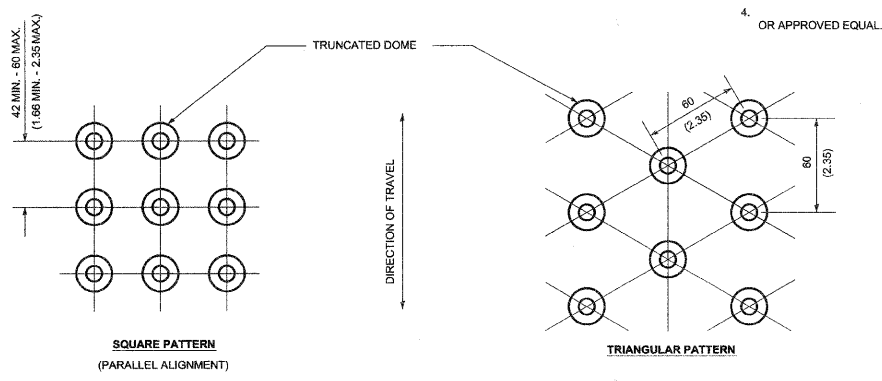 4.
OR APPROVED EQUAL.
TRUNCATED DOME
42 MIN. - 60 MAX.
(1.66 MIN. - 2.35 MAX.)
60
(2.35)
60
(2.35)
DIRECTION OF TRAVEL
SQUARE PATTERN
(PARALLEL ALIGNMENT)
TRIANGULAR PATTERN